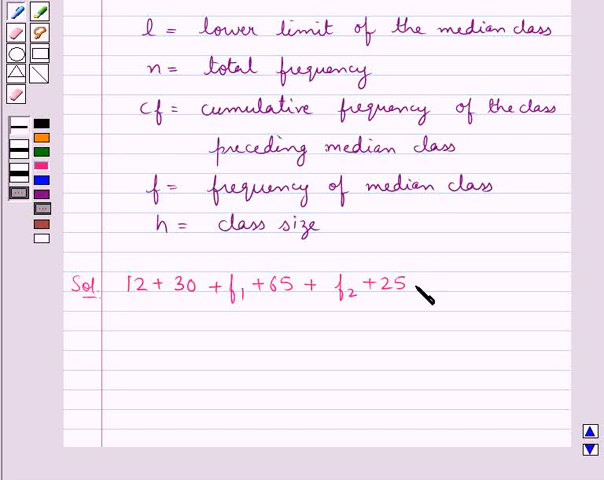 l = lower limit of the median class
n = total frequency
cf = cumulative frequency of the class
preceding median class
f = frequency of median class
h = class size
Sol. 12 + 30 + f₁ + 65 + f₂ + 25